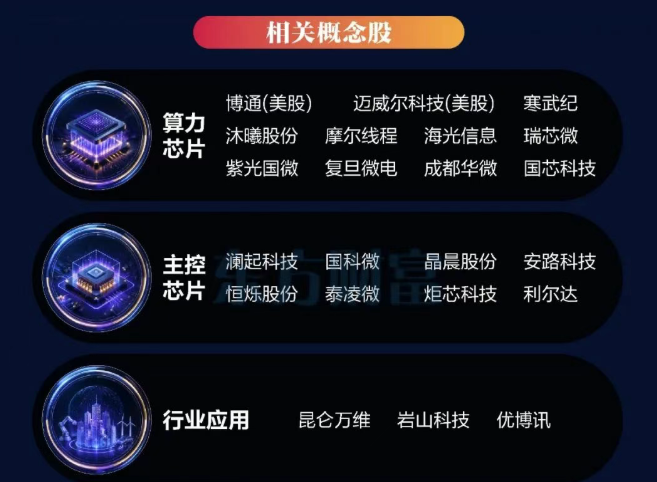 相关概念股
算力
芯片
博通(美股) 迈威尔科技(美股) 寒武纪
沐曦股份 摩尔线程 海光信息 瑞芯微
紫光国微 复旦微电 成都华微 国芯科技
东方财富
主控
芯片
澜起科技 国科微 晶晨股份 安路科技
恒烁股份 泰凌微 炬芯科技 利尔达
行业应用
昆仑万维 岩山科技 优博讯